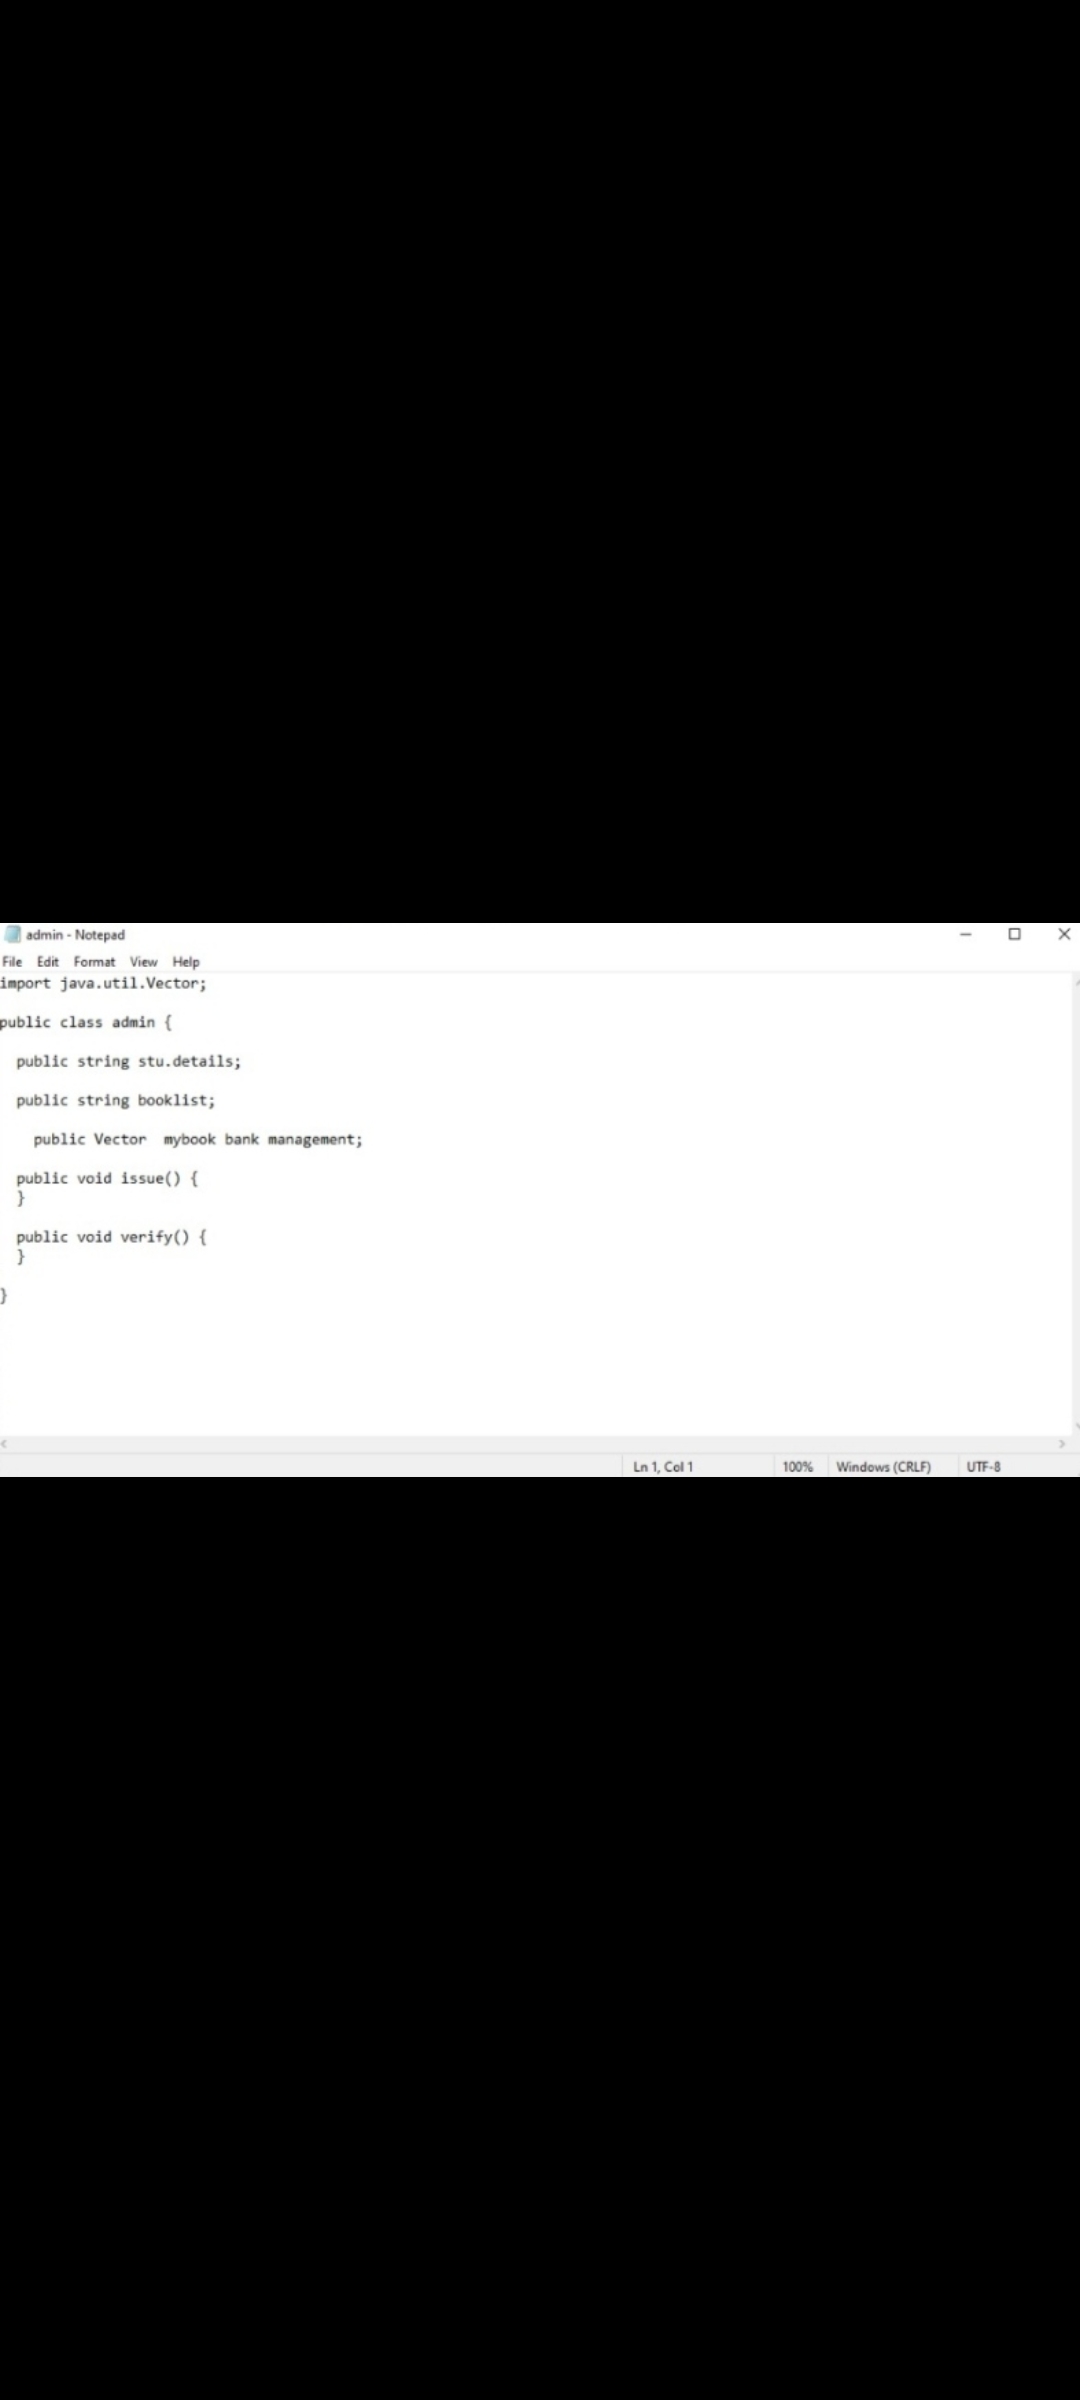 admin - Notepad
File Edit Format View Help
import java.util.Vector;
public class admin {
public string stu.details;
public string booklist;
public Vector  mybook bank management;
public void issue() {
}
public void verify() {
}
}
Ln 1, Col 1 100% Windows (CRLF) UTF-8